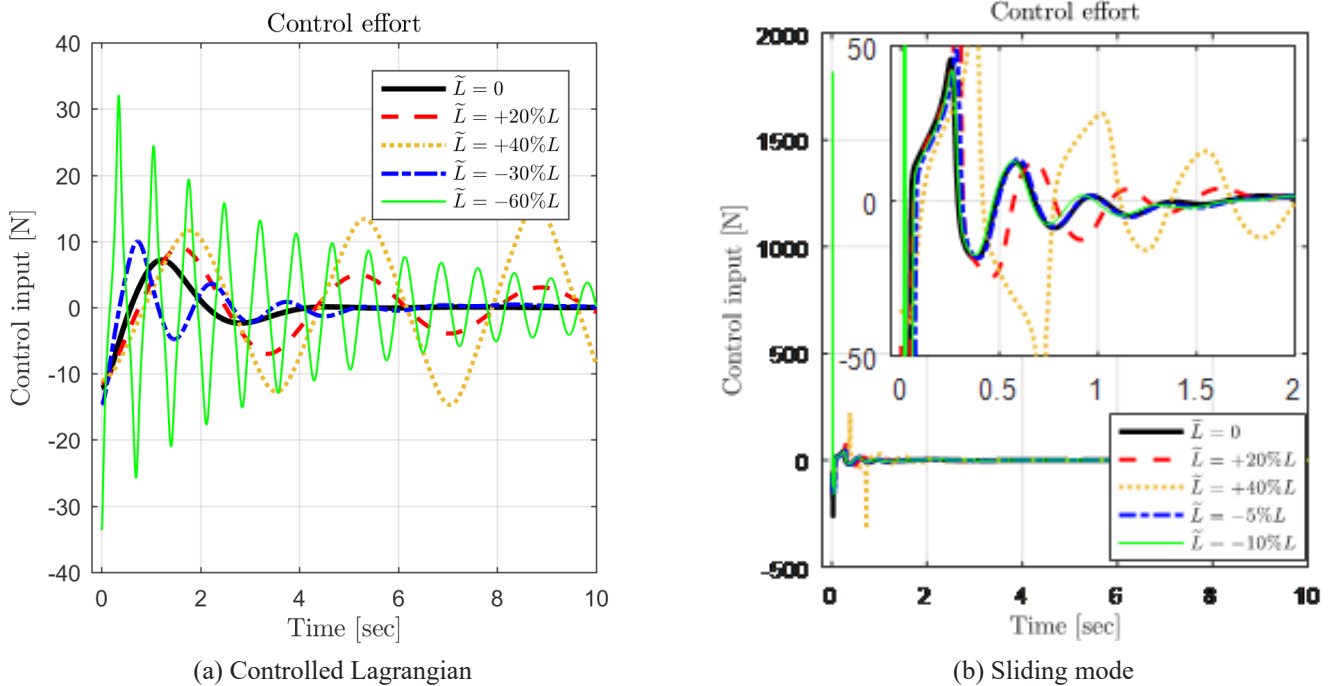 Control effort
40
30
20
10
0
-10
-20
-30
-40
Control input [N]
L̃ = 0
L̃ = +20%L
L̃ = +40%L
L̃ = −30%L
L̃ = −60%L
0 2 4 6 8 10
Time [sec]
(a) Controlled Lagrangian
Control effort
2000
1500
1000
500
0
-500
Control input [N]
50
0
-50
0 0.5 1 1.5 2
L̃ = 0
L̃ = +20%L
L̃ = +40%L
L̃ = −5%L
L̃ = −10%L
0 2 4 6 8 10
Time [sec]
(b) Sliding mode